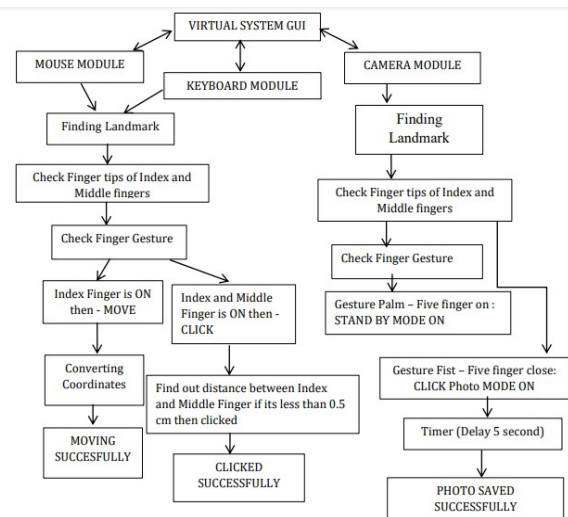 VIRTUAL SYSTEM GUI
MOUSE MODULE
KEYBOARD MODULE
CAMERA MODULE
Finding Landmark
Check Finger tips of Index and
Middle fingers
Check Finger Gesture
Index Finger is ON
then - MOVE
Index and Middle
Finger is ON then -
CLICK
Converting
Coordinates
Find out distance between Index
and Middle Finger if its less than 0.5
cm then clicked
MOVING
SUCCESFULLY
CLICKED
SUCCESSFULLY
Finding
Landmark
Check Finger tips of Index and
Middle fingers
Check Finger Gesture
Gesture Palm – Five finger on :
STAND BY MODE ON
Gesture Fist – Five finger close:
CLICK Photo MODE ON
Timer (Delay 5 second)
PHOTO SAVED
SUCCESSFULLY